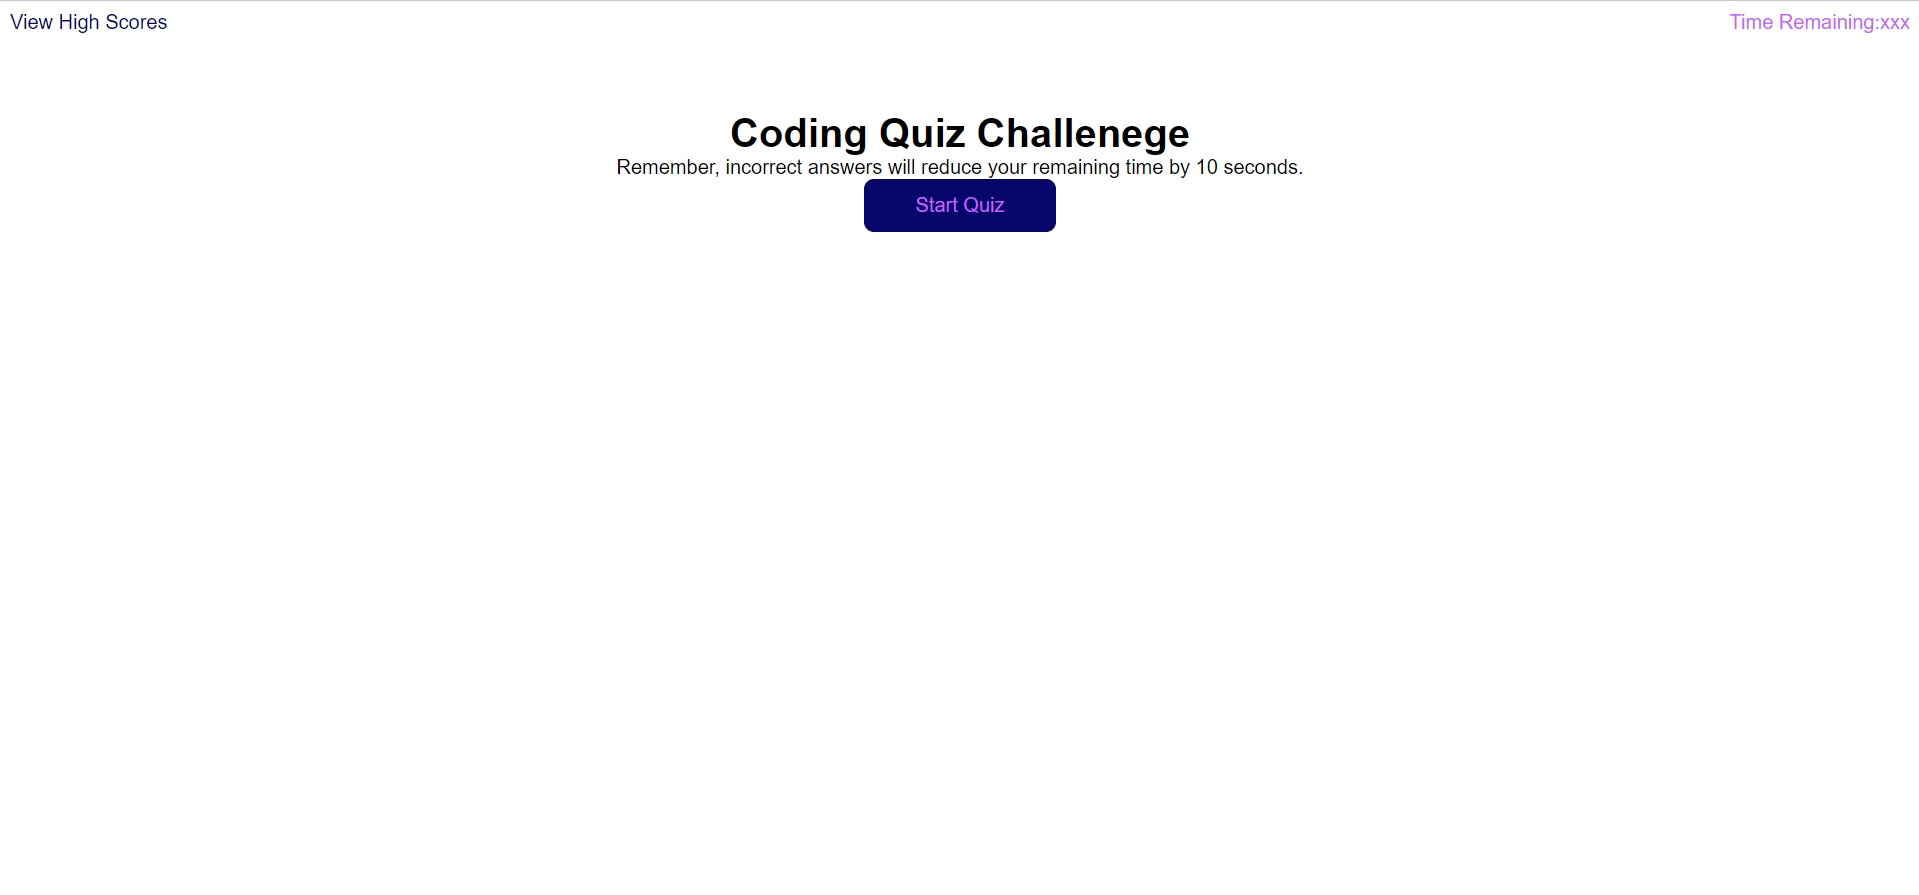 View High Scores
Time Remaining:xxx
Coding Quiz Challenege
Remember, incorrect answers will reduce your remaining time by 10 seconds.
Start Quiz